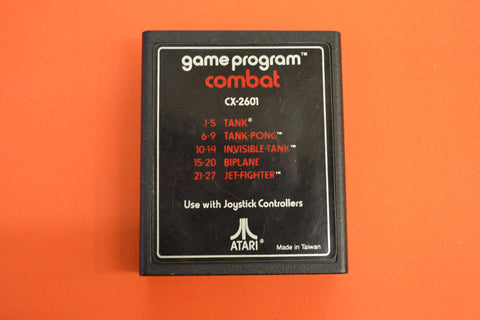 game program™
combat
CX-2601
1-5 TANK®
6-9 TANK-PONG™
10-14 INVISIBLE-TANK™
15-20 BIPLANE
21-27 JET-FIGHTER™
Use with Joystick Controllers
ATARI®
Made in Taiwan